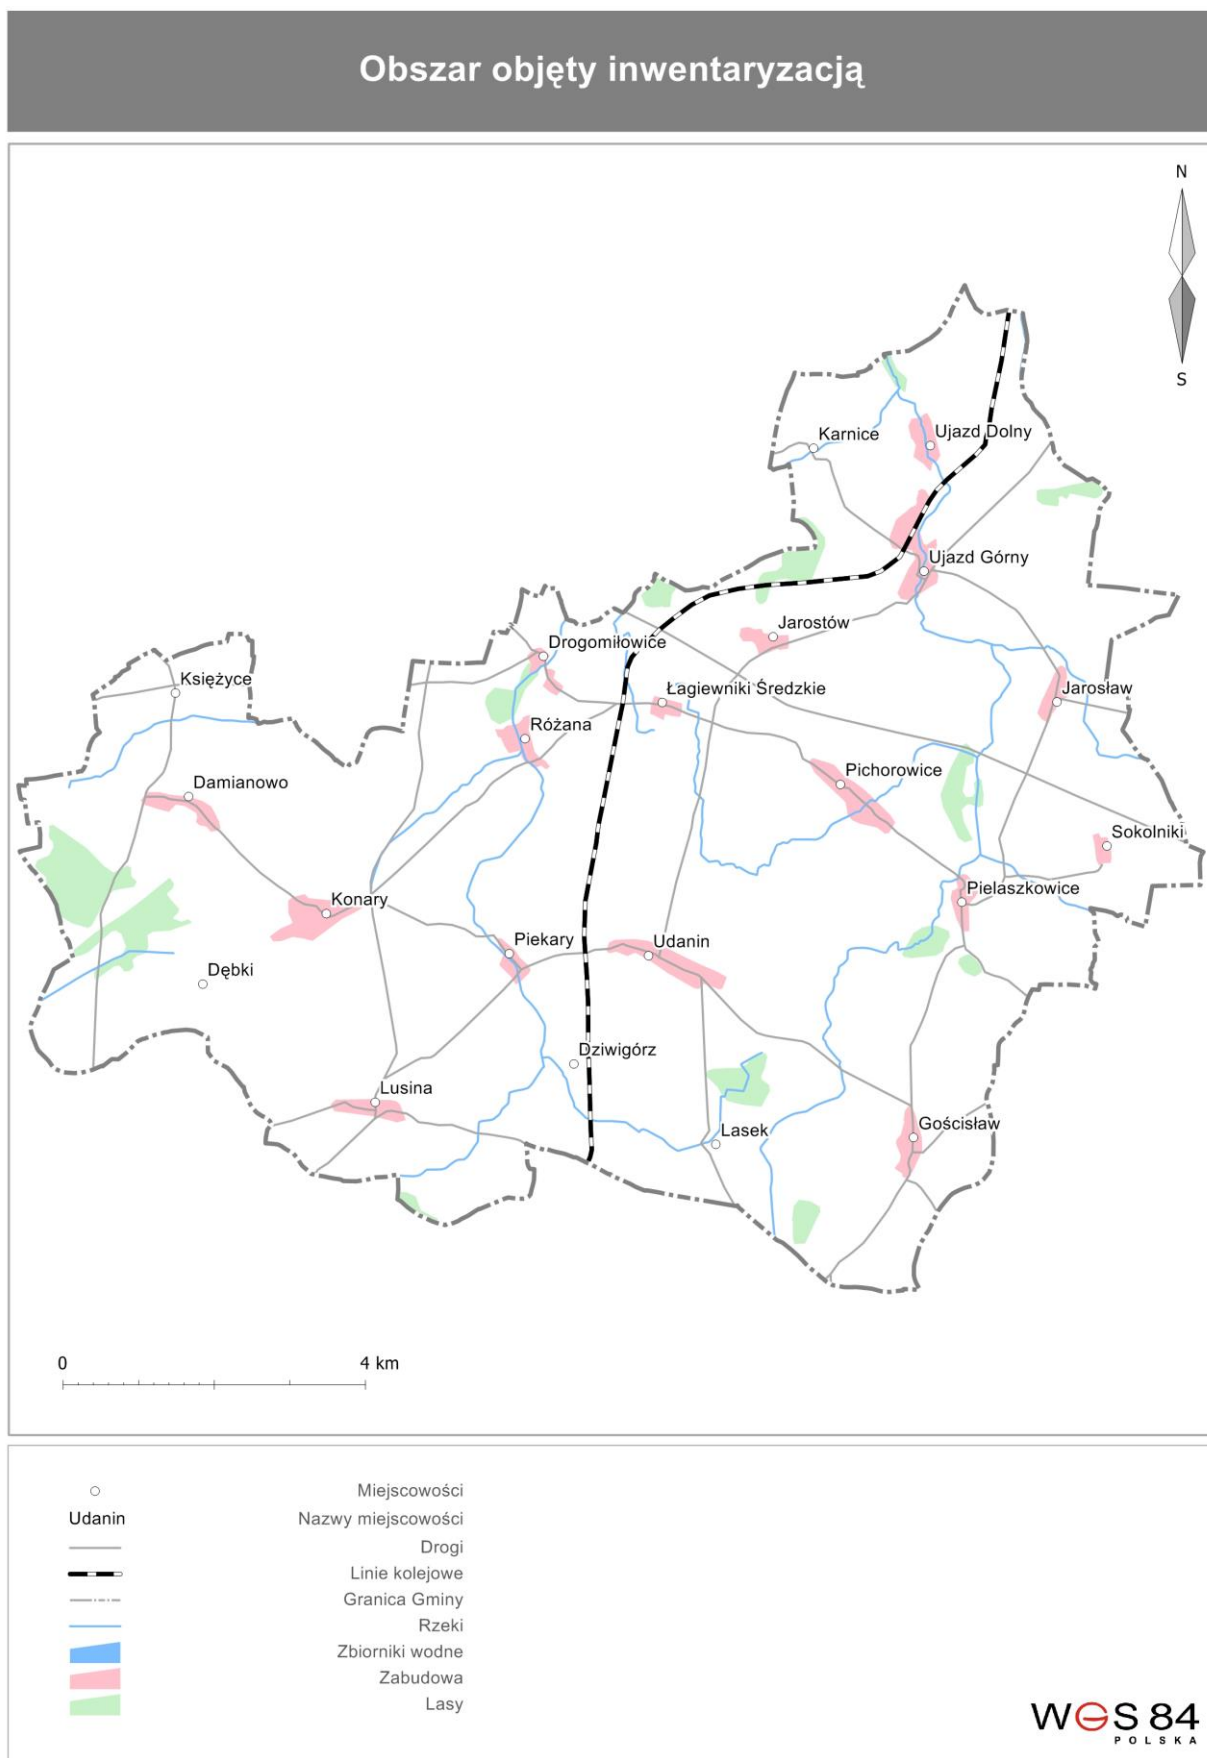 Obszar objęty inwentaryzacją
N
S
Karnice
Ujazd Dolny
Ujazd Górny
Jarostów
Drogomiłowice
Księżyce
Łagiewniki Średzkie
Jarosław
Różana
Pichorowice
Damianowo
Sokolniki
Pielaszkowice
Konary
Piekary
Udanin
Dębki
Dziwigórz
Lusina
Lasek
Gościsław
0 4 km
Miejscowości
Udanin Nazwy miejscowości
Drogi
Linie kolejowe
Granica Gminy
Rzeki
Zbiorniki wodne
Zabudowa
Lasy
WGS 84
POLSKA